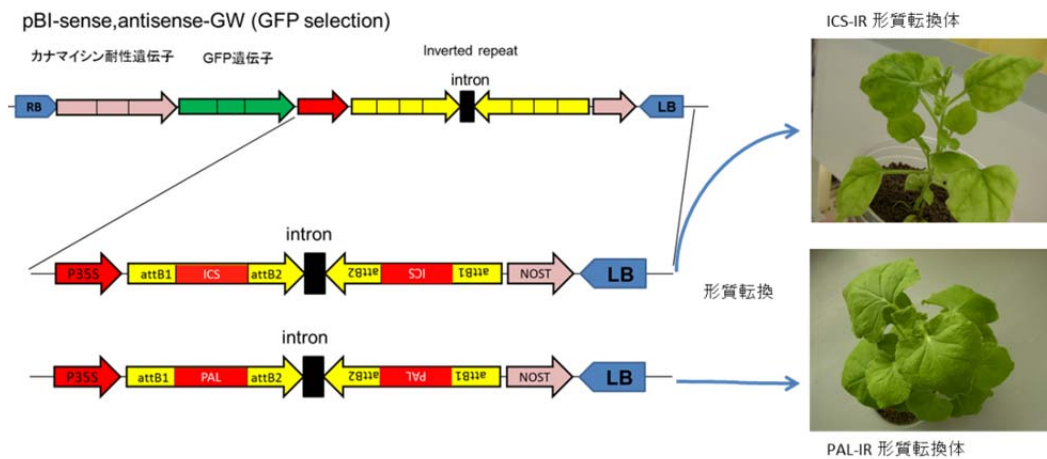 pBI-sense,antisense-GW (GFP selection)
カナマイシン耐性遺伝子
GFP遺伝子
Inverted repeat
intron
RB
LB
intron
P35S
attB1
ICS
attB2
attB2
ICS
attB1
NOST
LB
intron
P35S
attB1
PAL
attB2
attB2
PAL
attB1
NOST
LB
形質転換
ICS-IR 形質転換体
PAL-IR 形質転換体